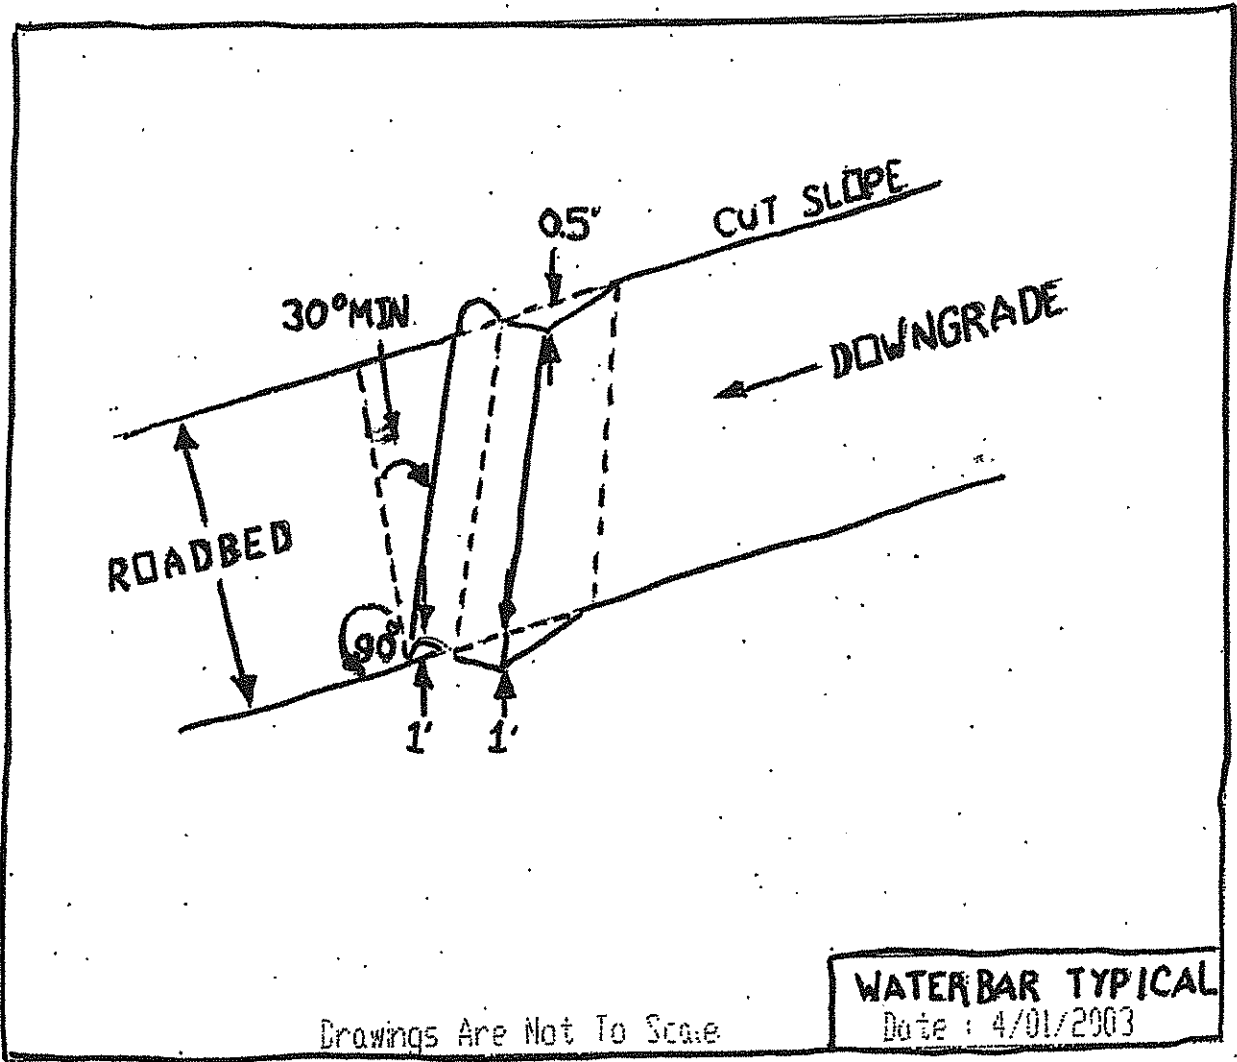 CUT SLOPE
0.5'
30° MIN
DOWNGRADE
ROADBED
90°
1' 1'
WATERBAR TYPICAL
Date : 4/01/2003
Drawings Are Not To Scale